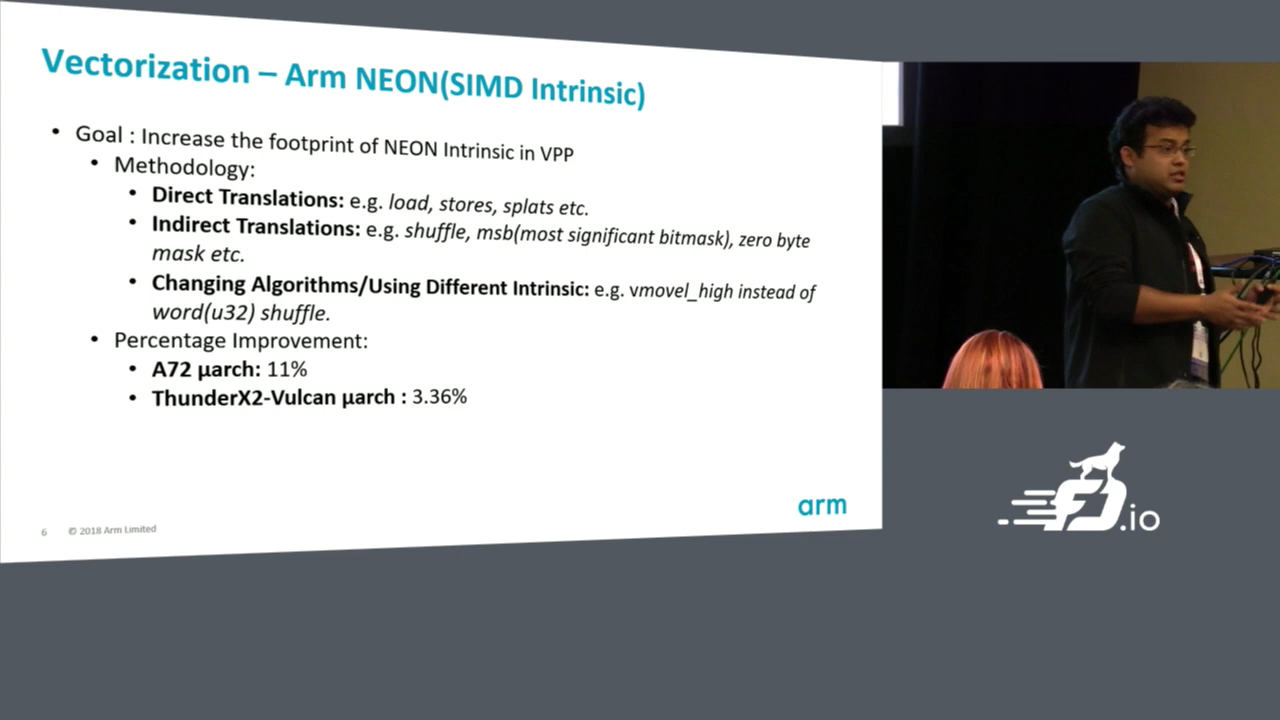 Vectorization – Arm NEON(SIMD Intrinsic)
• Goal : Increase the footprint of NEON Intrinsic in VPP
• Methodology:
• Direct Translations: e.g. load, stores, splats etc.
• Indirect Translations: e.g. shuffle, msb(most significant bitmask), zero byte
mask etc.
• Changing Algorithms/Using Different Intrinsic: e.g. vmovel_high instead of
word(u32) shuffle.
• Percentage Improvement:
• A72 µarch: 11%
• ThunderX2-Vulcan µarch : 3.36%
arm
6 © 2018 Arm Limited
FD.io